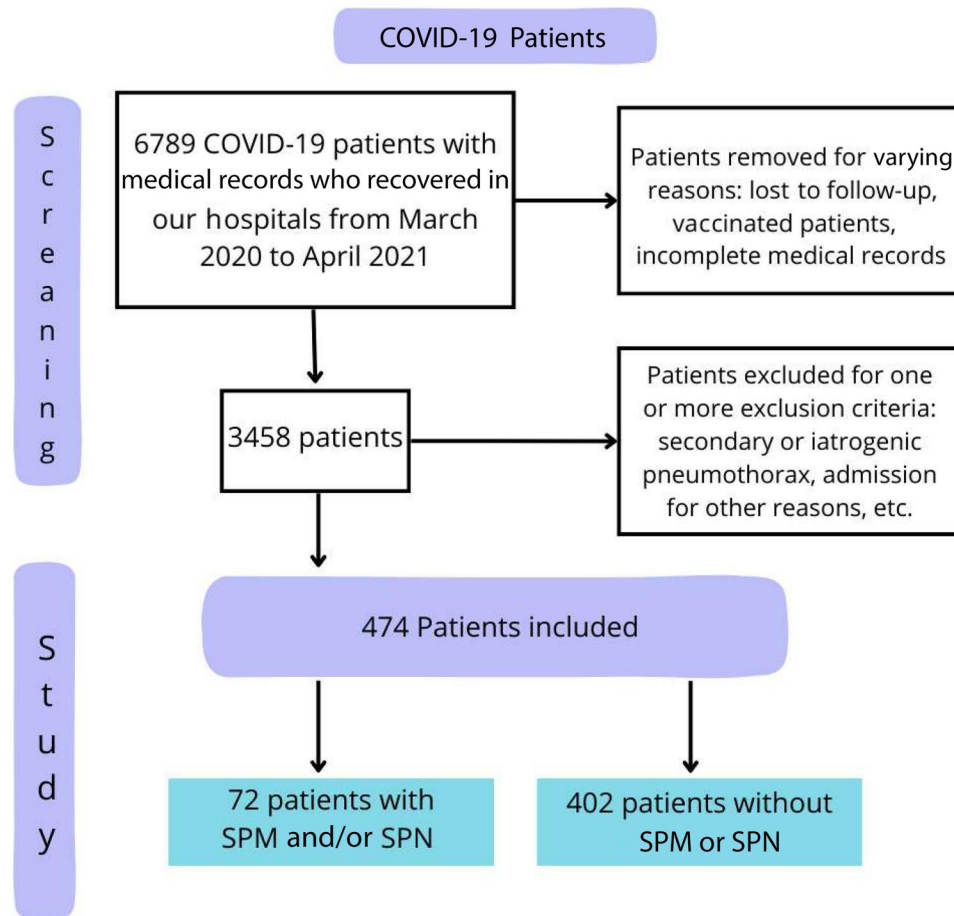 COVID-19 Patients
Screaning
6789 COVID-19 patients with
medical records who recovered in
our hospitals from March
2020 to April 2021
Patients removed for varying
reasons: lost to follow-up,
vaccinated patients,
incomplete medical records
3458 patients
Patients excluded for one
or more exclusion criteria:
secondary or iatrogenic
pneumothorax, admission
for other reasons, etc.
Study
474 Patients included
72 patients with
SPM and/or SPN
402 patients without
SPM or SPN